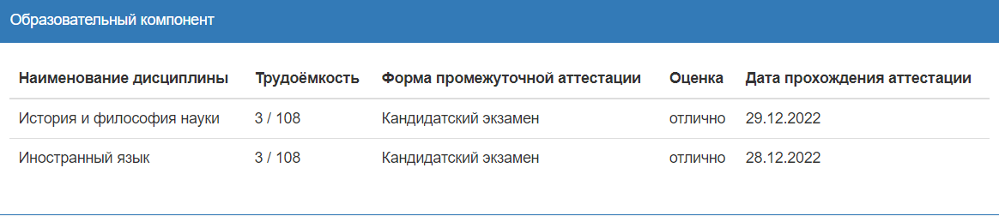 Образовательный компонент
Наименование дисциплины Трудоёмкость Форма промежуточной аттестации Оценка Дата прохождения аттестации
История и философия науки 3 / 108 Кандидатский экзамен отлично 29.12.2022
Иностранный язык 3 / 108 Кандидатский экзамен отлично 28.12.2022